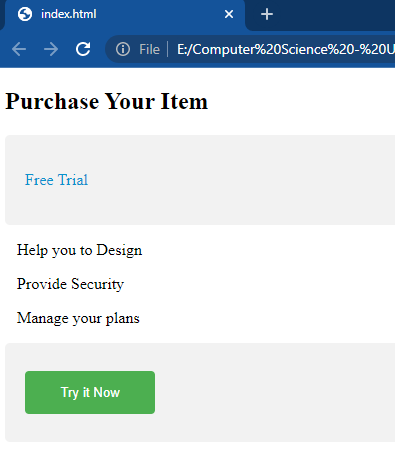 index.html
File
E:/Computer%20Science%20-%20U
Purchase Your Item
Free Trial
Help you to Design
Provide Security
Manage your plans
Try it Now